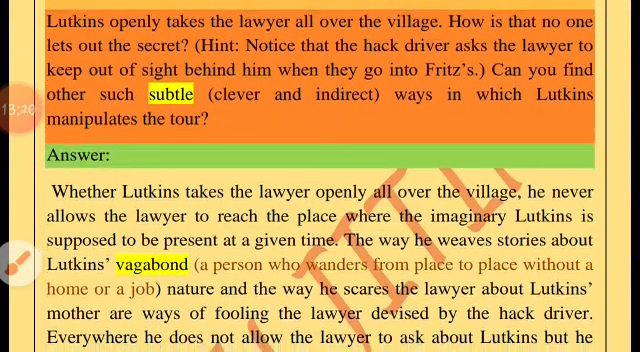 Lutkins openly takes the lawyer all over the village. How is that no one
lets out the secret? (Hint: Notice that the hack driver asks the lawyer to
keep out of sight behind him when they go into Fritz's.) Can you find
other such subtle (clever and indirect) ways in which Lutkins
manipulates the tour?
13:20
Answer:
Whether Lutkins takes the lawyer openly all over the village, he never
allows the lawyer to reach the place where the imaginary Lutkins is
supposed to be present at a given time. The way he weaves stories about
Lutkins' vagabond (a person who wanders from place to place without a
home or a job) nature and the way he scares the lawyer about Lutkins'
mother are ways of fooling the lawyer devised by the hack driver.
Everywhere he does not allow the lawyer to ask about Lutkins but he